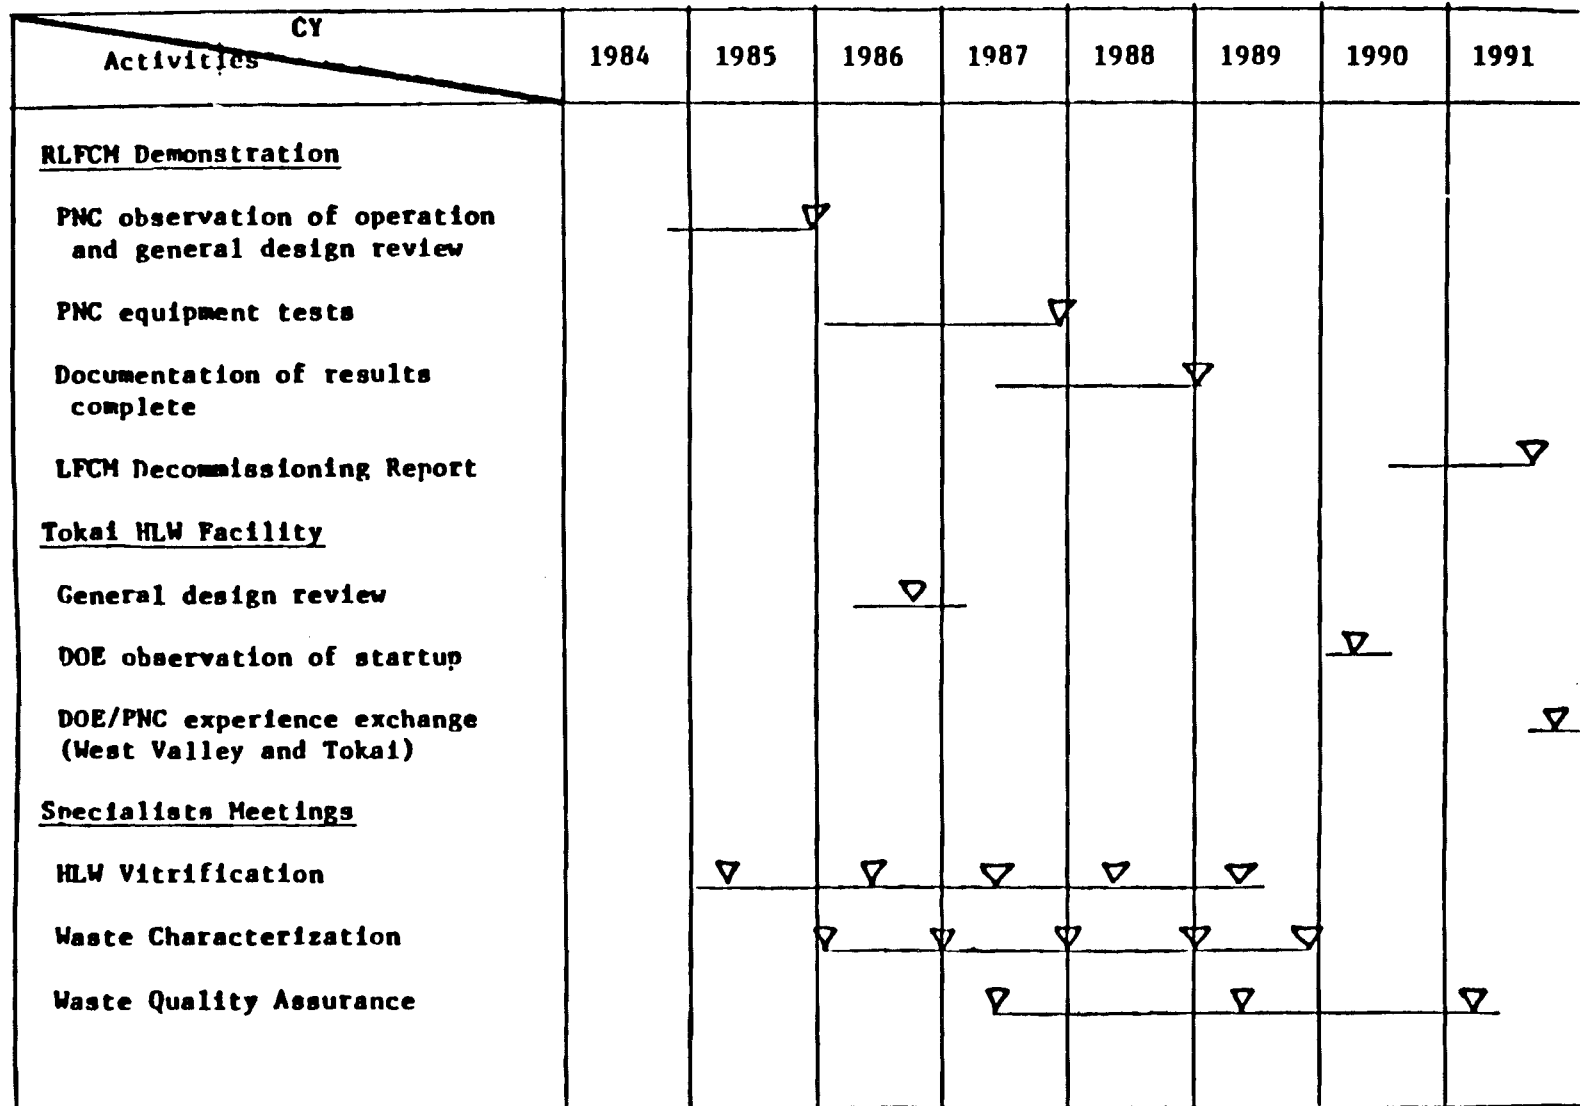 CY
Activities
1984 1985 1986 1987 1988 1989 1990 1991
RLFCM Demonstration
PNC observation of operation
and general design review
PNC equipment tests
Documentation of results
complete
LFCM Decommissioning Report
Tokai HLW Facility
General design review
DOE observation of startup
DOE/PNC experience exchange
(West Valley and Tokai)
Specialists Meetings
HLW Vitrification
Waste Characterization
Waste Quality Assurance